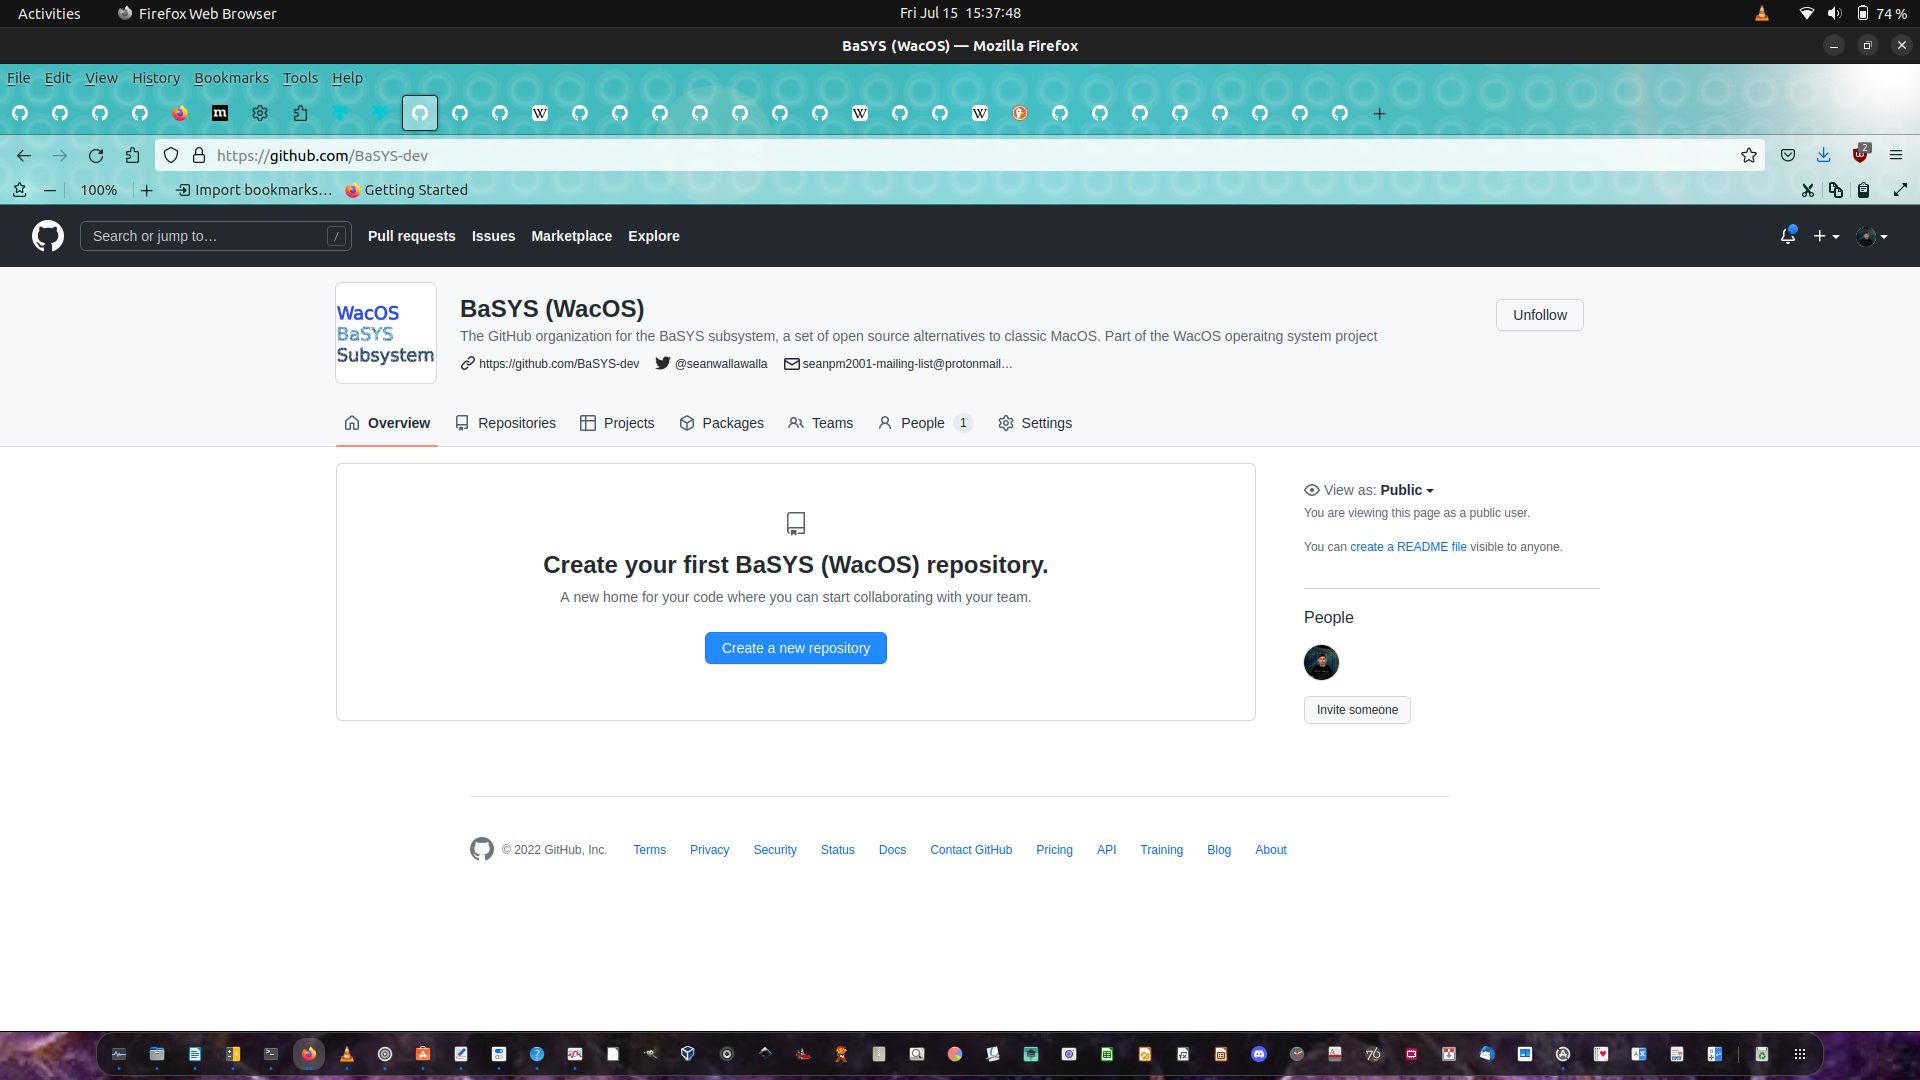 Activities Firefox Web Browser Fri Jul 15 15:37:48 74 %
BaSYS (WacOS) — Mozilla Firefox
File Edit View History Bookmarks Tools Help
https://github.com/BaSYS-dev 2
100% Import bookmarks… Getting Started
Search or jump to… / Pull requests Issues Marketplace Explore
WacOS
BaSYS
Subsystem
BaSYS (WacOS)
Unfollow
The GitHub organization for the BaSYS subsystem, a set of open source alternatives to classic MacOS. Part of the WacOS operaitng system project
https://github.com/BaSYS-dev @seanwallawalla seanpm2001-mailing-list@protonmail…
Overview Repositories Projects Packages Teams People 1 Settings
Create your first BaSYS (WacOS) repository.
A new home for your code where you can start collaborating with your team.
Create a new repository
View as: Public
You are viewing this page as a public user.
You can create a README file visible to anyone.
People
Invite someone
© 2022 GitHub, Inc. Terms Privacy Security Status Docs Contact GitHub Pricing API Training Blog About